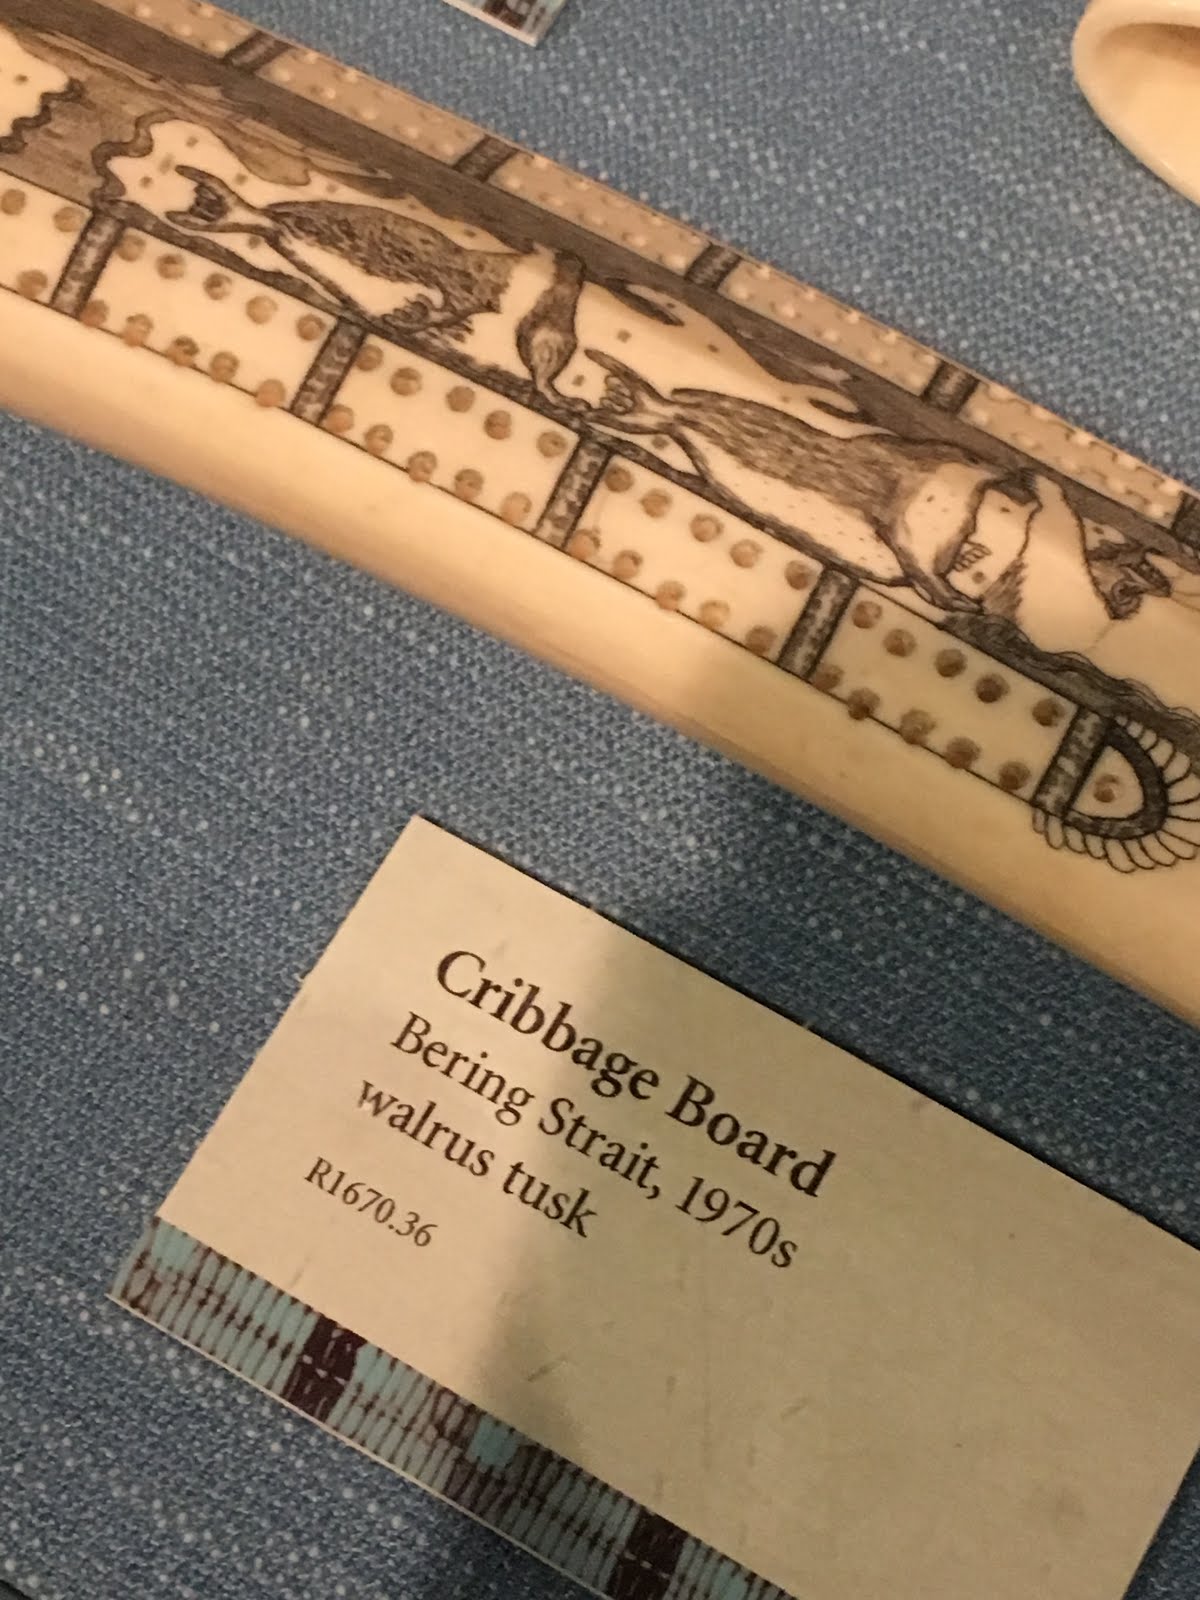 Cribbage Board
Bering Strait, 1970s
walrus tusk
R1670.36